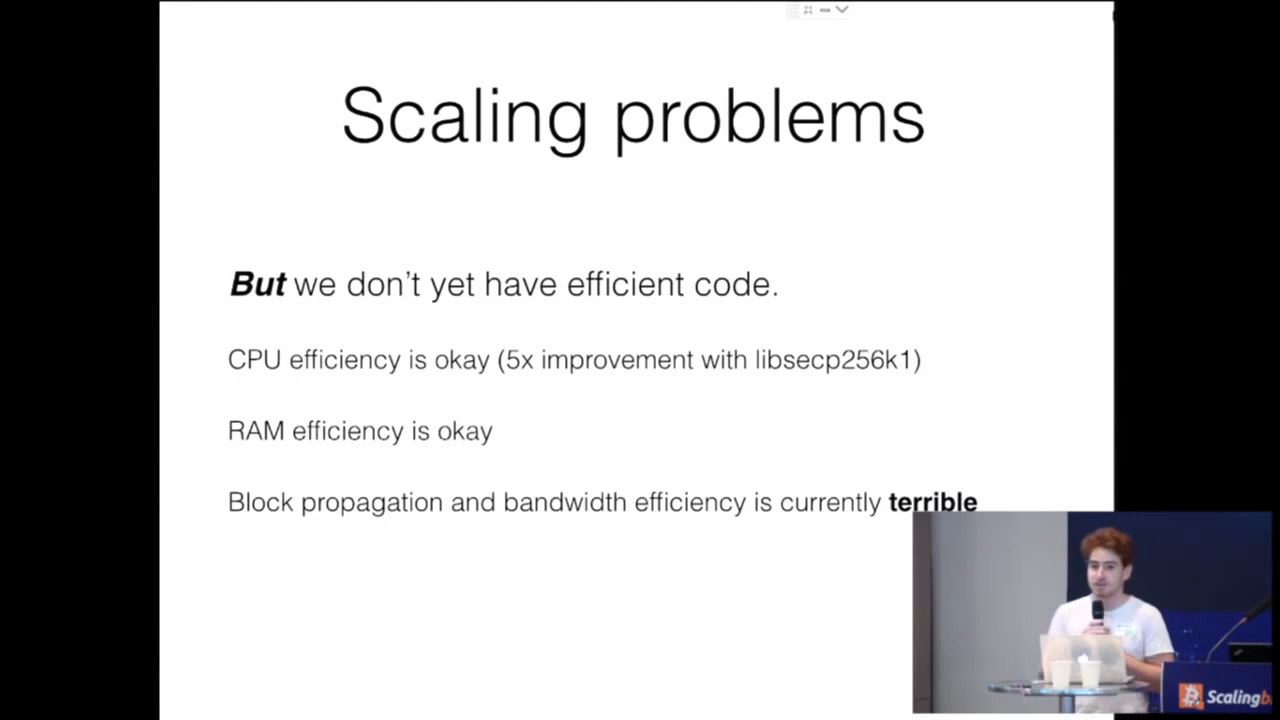 Scaling problems
But we don’t yet have efficient code.
CPU efficiency is okay (5x improvement with libsecp256k1)
RAM efficiency is okay
Block propagation and bandwidth efficiency is currently terrible
Scalingb